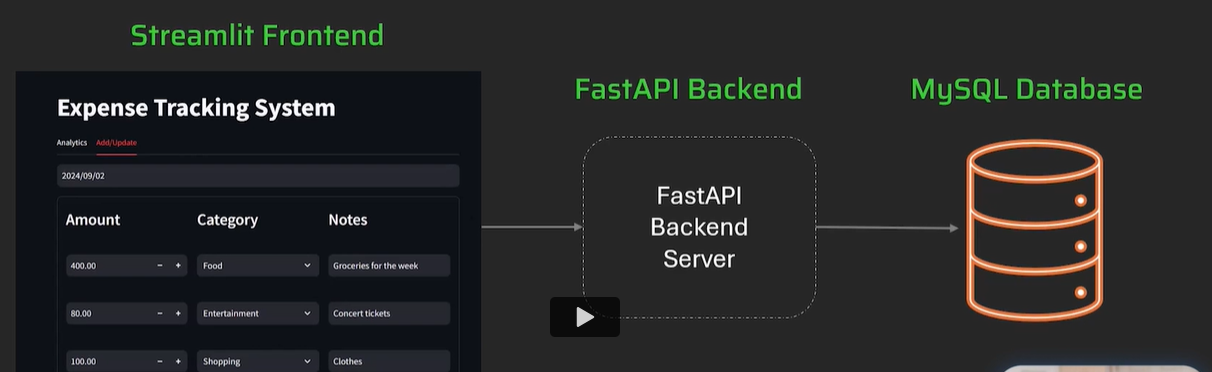 Streamlit Frontend
Expense Tracking System
Analytics Add/Update
2024/09/02
Amount Category Notes
400.00 - + Food Groceries for the week
80.00 - + Entertainment Concert tickets
100.00 - + Shopping Clothes
FastAPI Backend
FastAPI
Backend
Server
MySQL Database